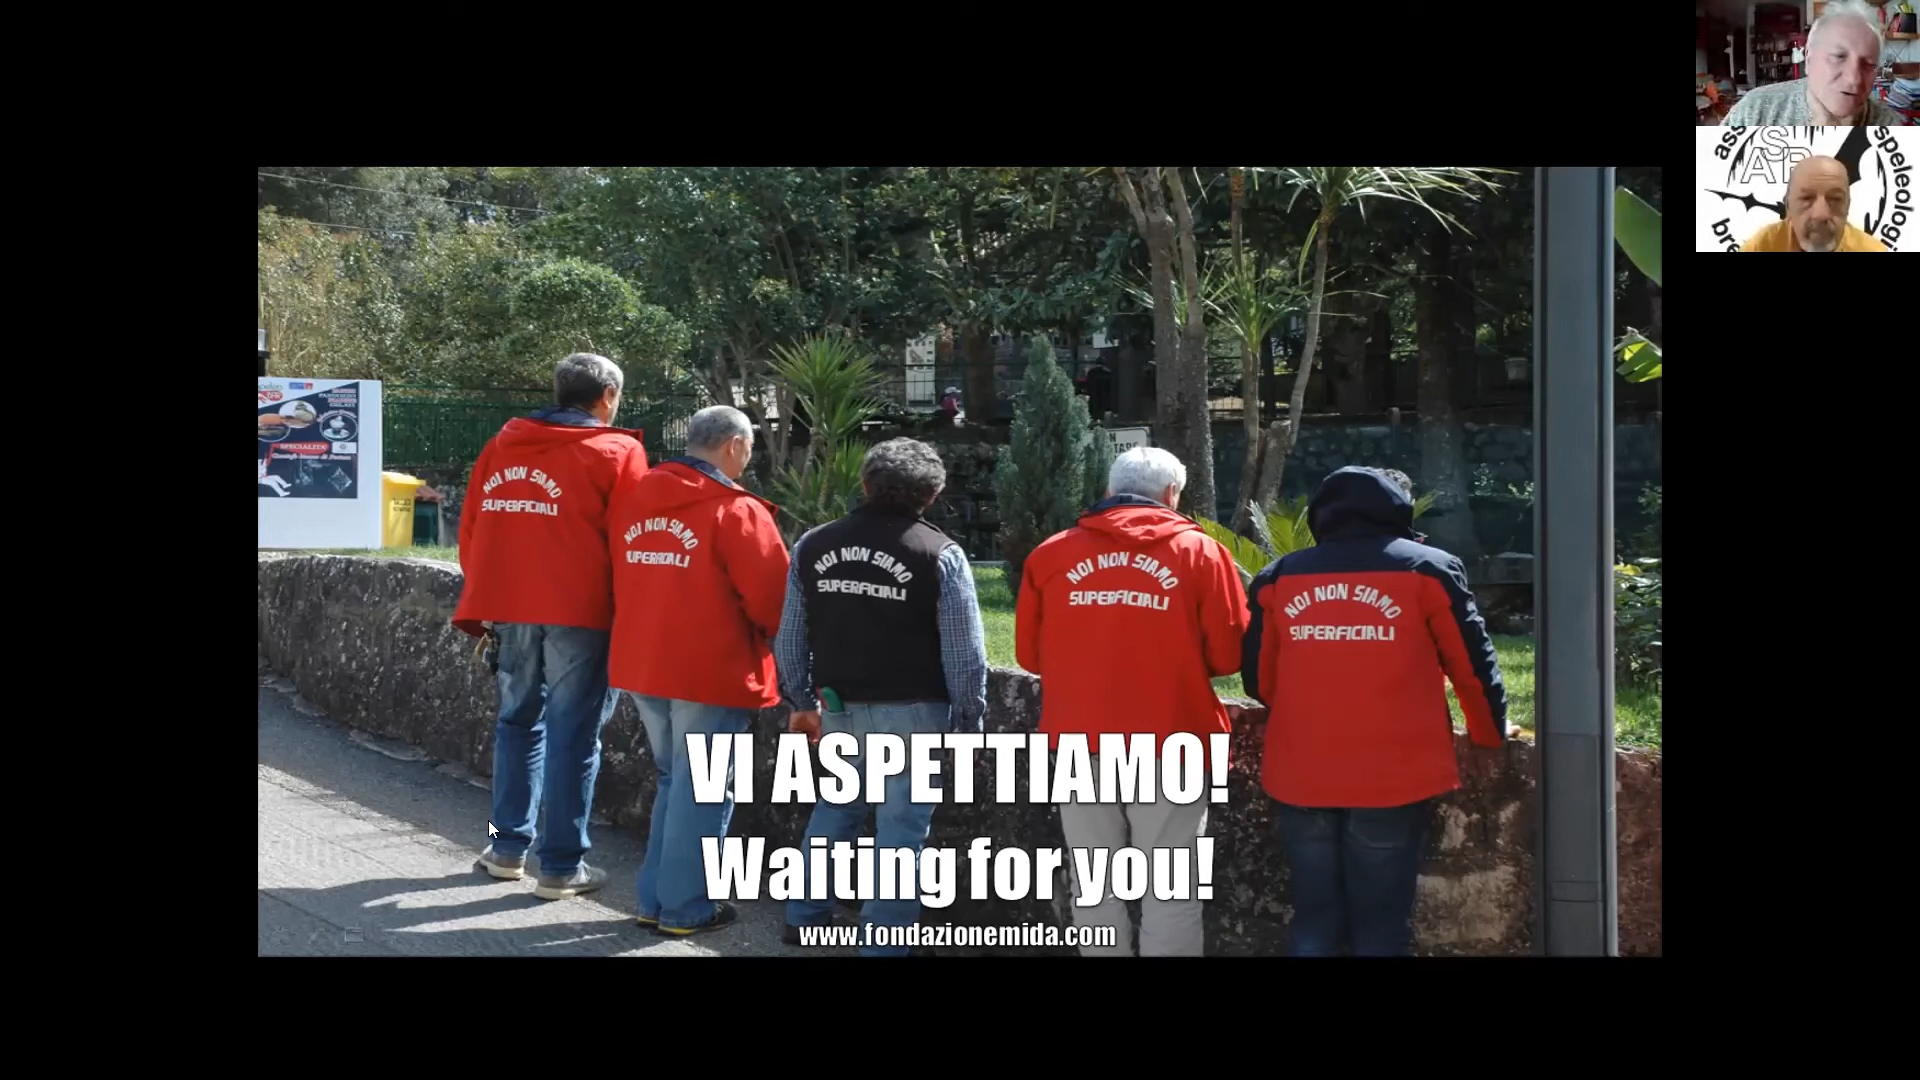 NOI NON SIAMO
SUPERFICIALI
NOI NON SIAMO
SUPERFICIALI
NOI NON SIAMO
SUPERFICIALI
NOI NON SIAMO
SUPERFICIALI
NOI NON SIAMO
SUPERFICIALI
SPECIALITA'
VI ASPETTIAMO!
Waiting for you!
www.fondazionemida.com
speleologi